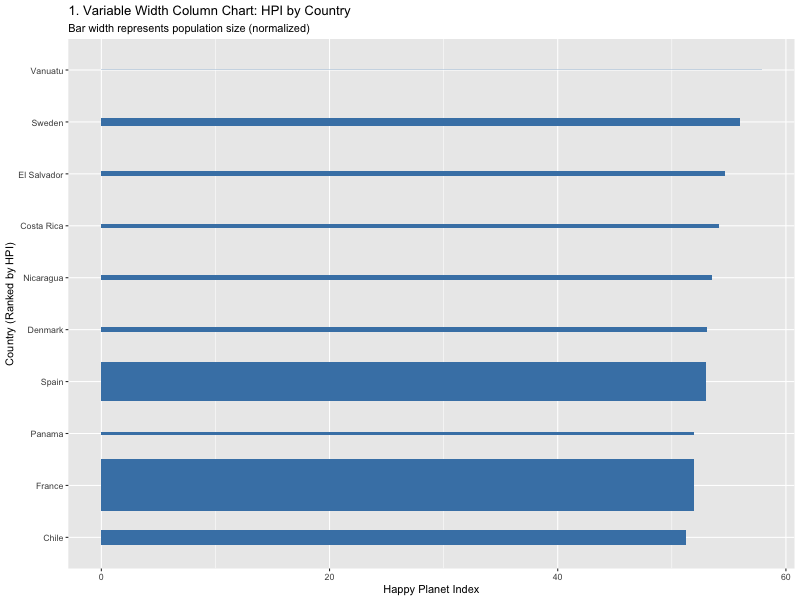 1. Variable Width Column Chart: HPI by Country
Bar width represents population size (normalized)
Country (Ranked by HPI)
Vanuatu
Sweden
El Salvador
Costa Rica
Nicaragua
Denmark
Spain
Panama
France
Chile
0 20 40 60
Happy Planet Index